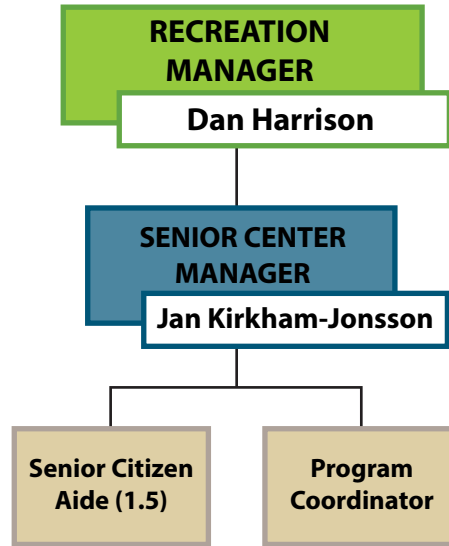 RECREATION
MANAGER
Dan Harrison
SENIOR CENTER
MANAGER
Jan Kirkham-Jonsson
Senior Citizen
Aide (1.5)
Program
Coordinator